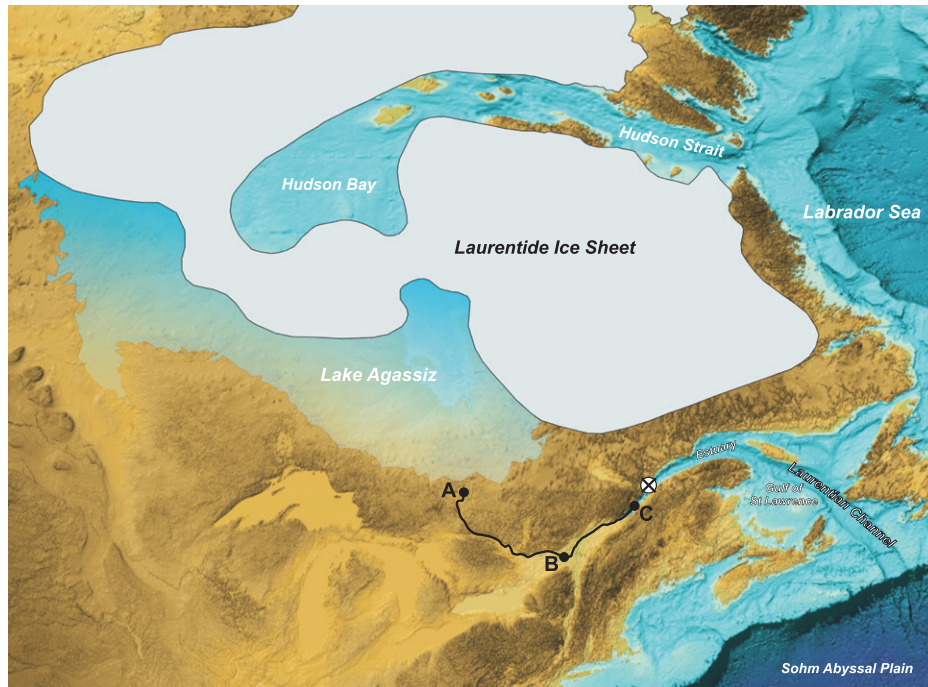 Hudson Strait
Hudson Bay
Labrador Sea
Laurentide Ice Sheet
Lake Agassiz
Estuary
Laurentian Channel
A
Gulf of
St Lawrence
C
B
Sohm Abyssal Plain